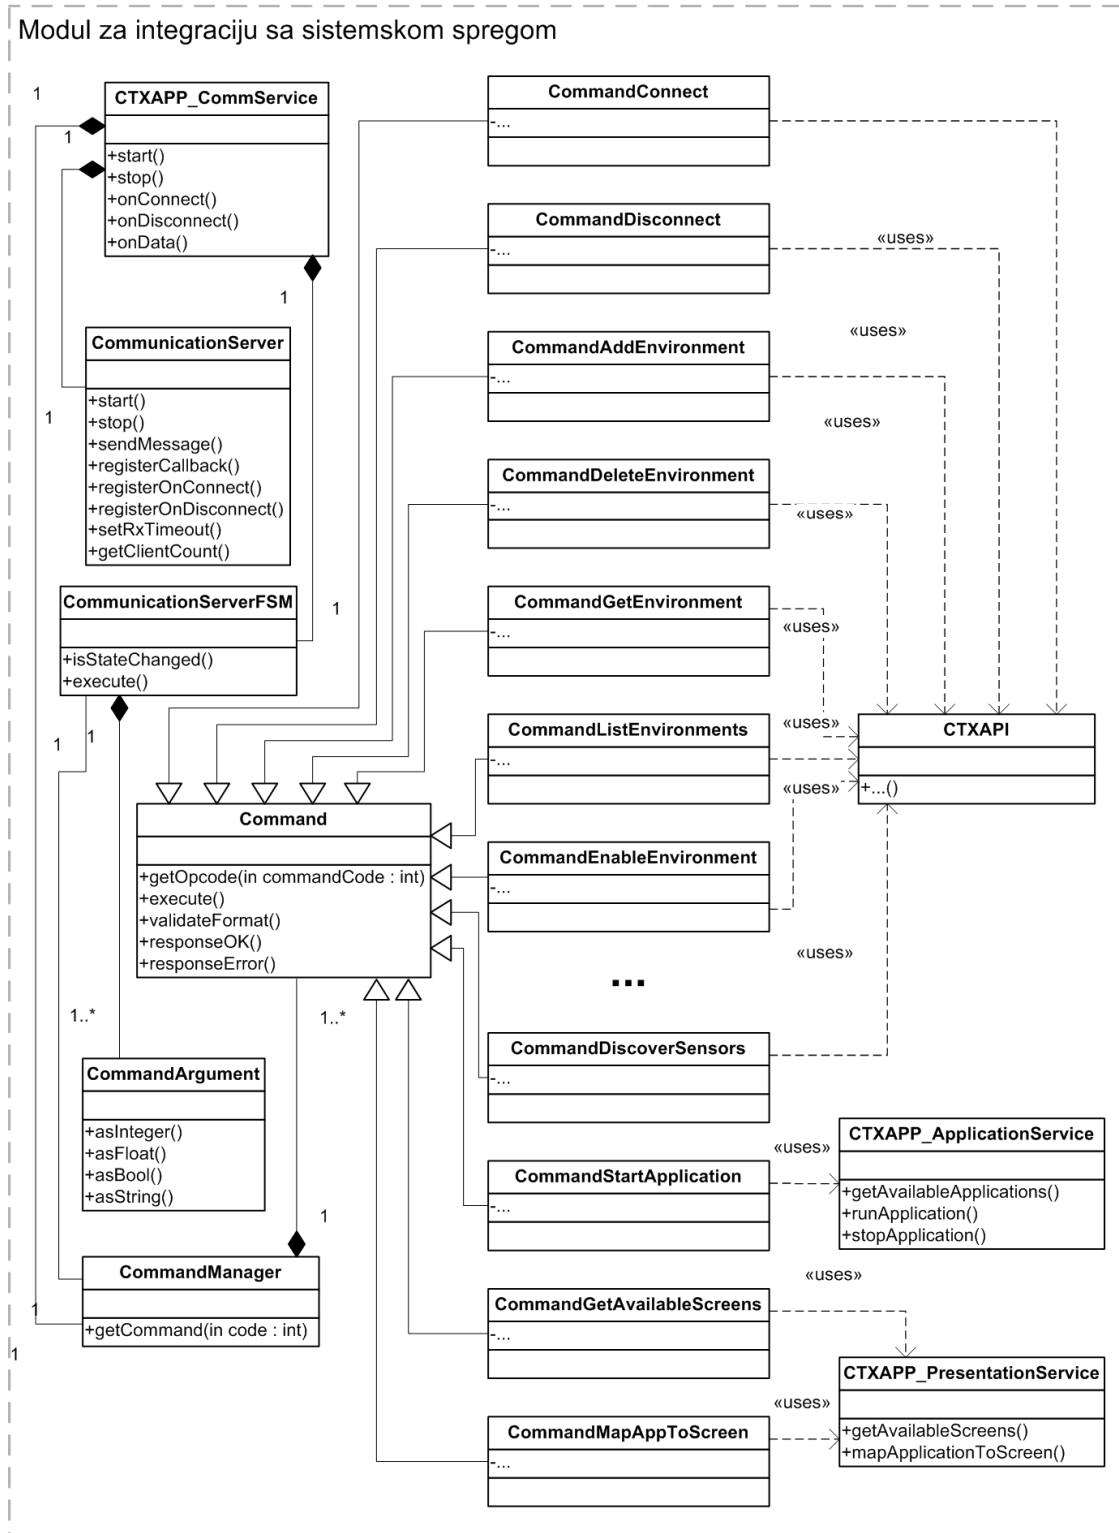 Modul za integraciju sa sistemskom spregom
1
CTXAPP_CommService
1
+start()
+stop()
+onConnect()
+onDisconnect()
+onData()
1
CommunicationServer
1
+start()
+stop()
+sendMessage()
+registerCallback()
+registerOnConnect()
+registerOnDisconnect()
+setRxTimeout()
+getClientCount()
CommunicationServerFSM
1
+isStateChanged()
+execute()
1
1
Command
+getOpcode(in commandCode : int)
+execute()
+validateFormat()
+responseOK()
+responseError()
1..*
1..*
CommandArgument
+asInteger()
+asFloat()
+asBool()
+asString()
1
CommandManager
1
+getCommand(in code : int)
1
CommandConnect
-...
CommandDisconnect
-...
«uses»
CommandAddEnvironment
-...
«uses»
CommandDeleteEnvironment
-...
«uses»
CommandGetEnvironment
-...
«uses»
«uses»
CommandListEnvironments
-...
«uses»
CTXAPI
+...()
CommandEnableEnvironment
-...
«uses»
...
«uses»
CommandDiscoverSensors
-...
CommandStartApplication
-...
«uses»
CTXAPP_ApplicationService
+getAvailableApplications()
+runApplication()
+stopApplication()
CommandGetAvailableScreens
-...
«uses»
CTXAPP_PresentationService
+getAvailableScreens()
+mapApplicationToScreen()
CommandMapAppToScreen
-...
«uses»